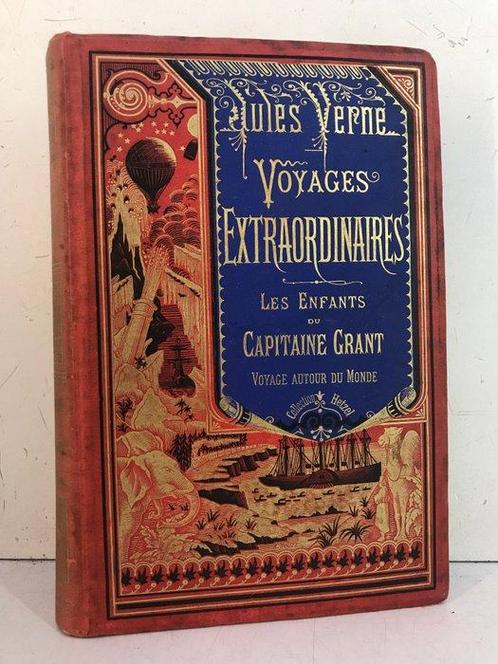 Jules Verne
VOYAGES
EXTRAORDINAIRES
LES ENFANTS
DU
CAPITAINE GRANT
VOYAGE AUTOUR DU MONDE
Collection Hetzel